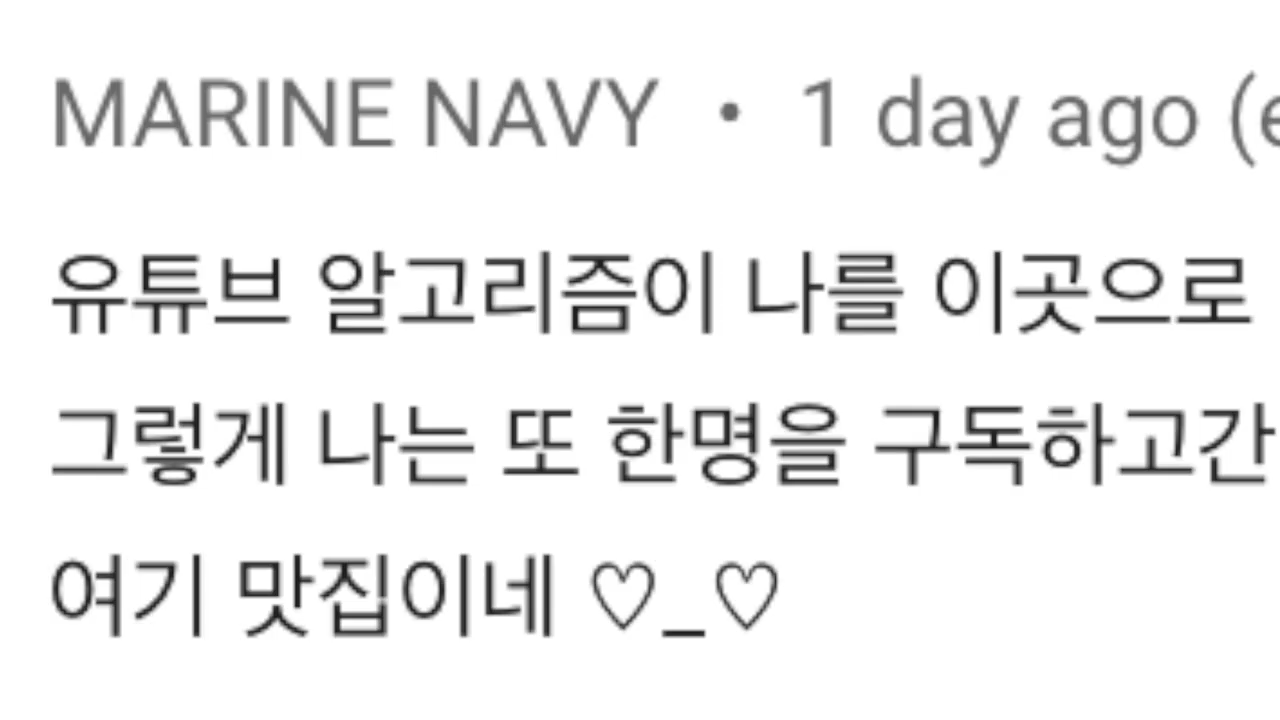 MARINE NAVY • 1 day ago (e
유튜브 알고리즘이 나를 이곳으로
그렇게 나는 또 한명을 구독하고간
여기 맛집이네 ♡_♡